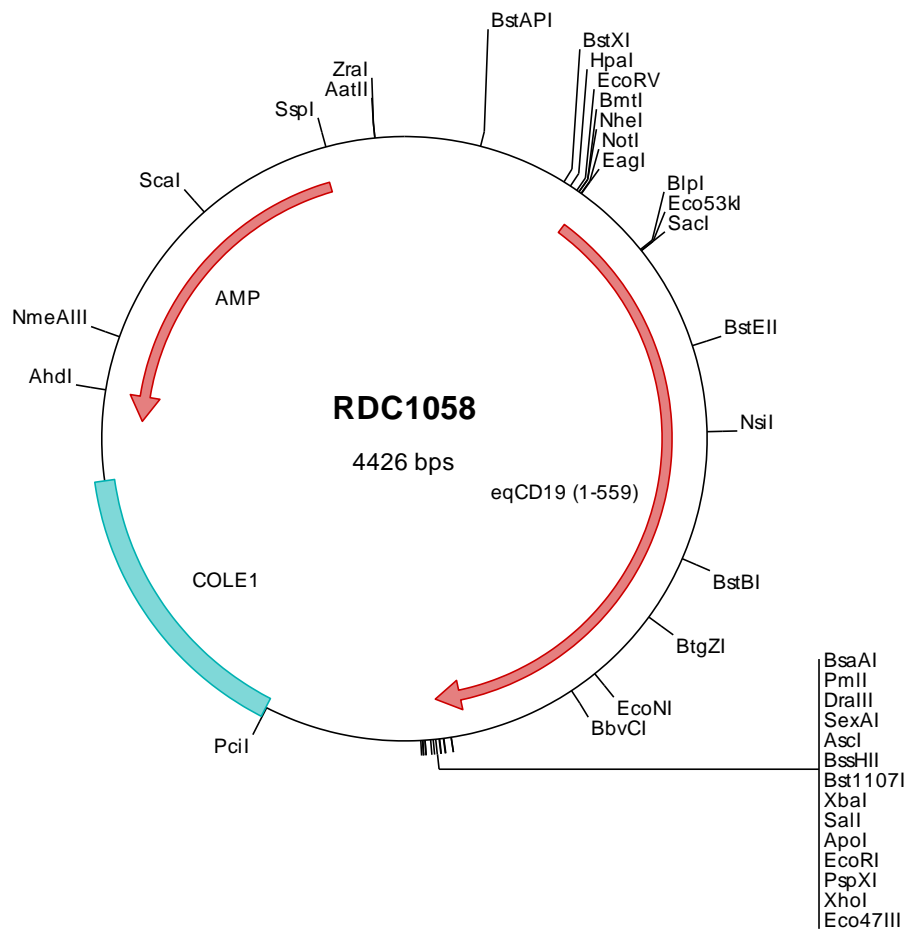 BstAPI
BstXI
HpaI
EcoRV
BmtI
NheI
NotI
EagI
ZraI
AatII
SspI
ScaI
BlpI
Eco53kI
SacI
AMP
NmeAIII
BstEII
AhdI
RDC1058
NsiI
4426 bps
eqCD19 (1-559)
COLE1
BstBI
BtgZI
EcoNI
BbvCI
PciI
BsaAI
PmlI
DraIII
SexAI
AscI
BssHII
Bst1107I
XbaI
SalI
ApoI
EcoRI
PspXI
XhoI
Eco47III